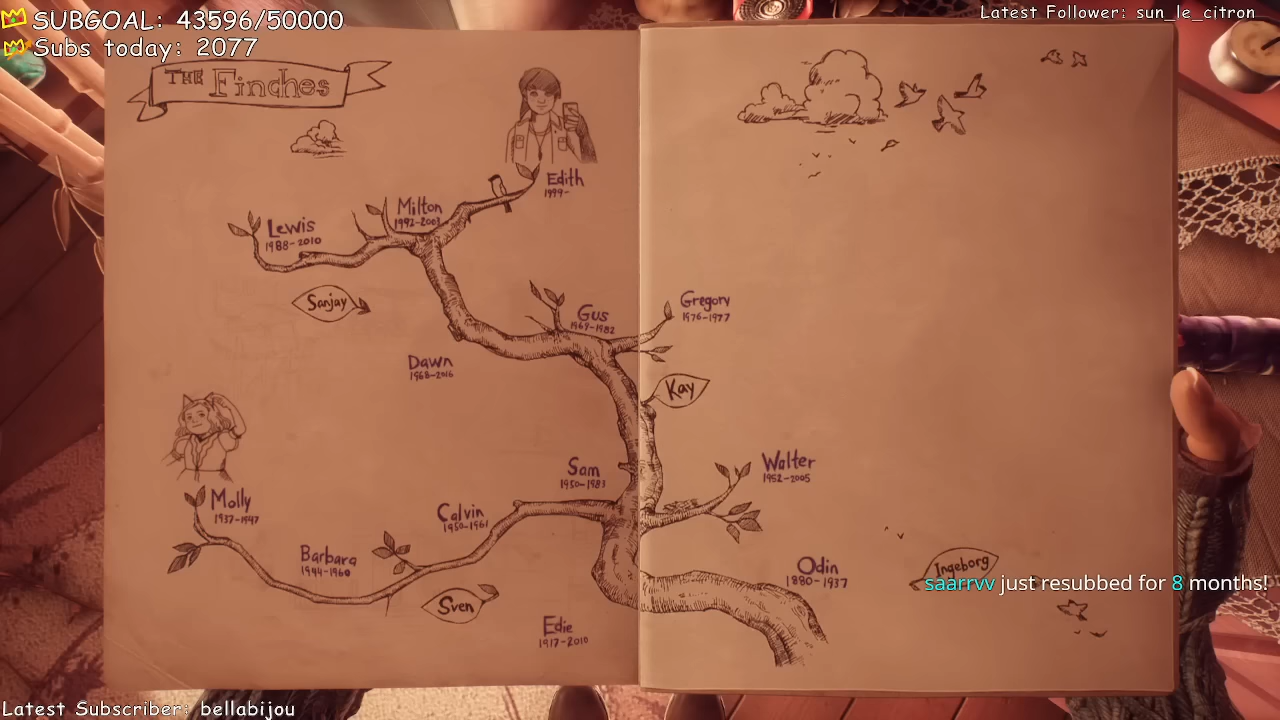 SUBGOAL: 43596/50000
Subs today: 2077
Latest Follower: sun_le_citron
THE Finches
Edith
1999-
Milton
1992-2003
Lewis
1988-2010
Sanjay
Gus
1969-1982
Gregory
1976-1977
Dawn
1968-2016
Kay
Sam
1950-1983
Walter
1952-2005
Molly
1937-1947
Calvin
1950-1961
Barbara
1944-1960
Sven
Odin
1880-1937
Ingeborg
saarrvv just resubbed for 8 months!
Edie
1917-2010
Latest Subscriber: bellabijou